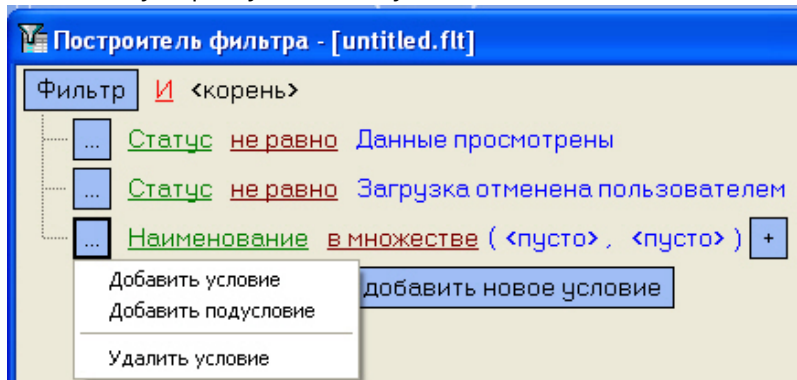 Построитель фильтра - [untitled.flt]
Фильтр И <корень>
... Статус не равно Данные просмотрены
... Статус не равно Загрузка отменена пользователем
... Наименование в множестве ( <пусто> , <пусто> ) +
Добавить условие
добавить новое условие
Добавить подусловие
Удалить условие